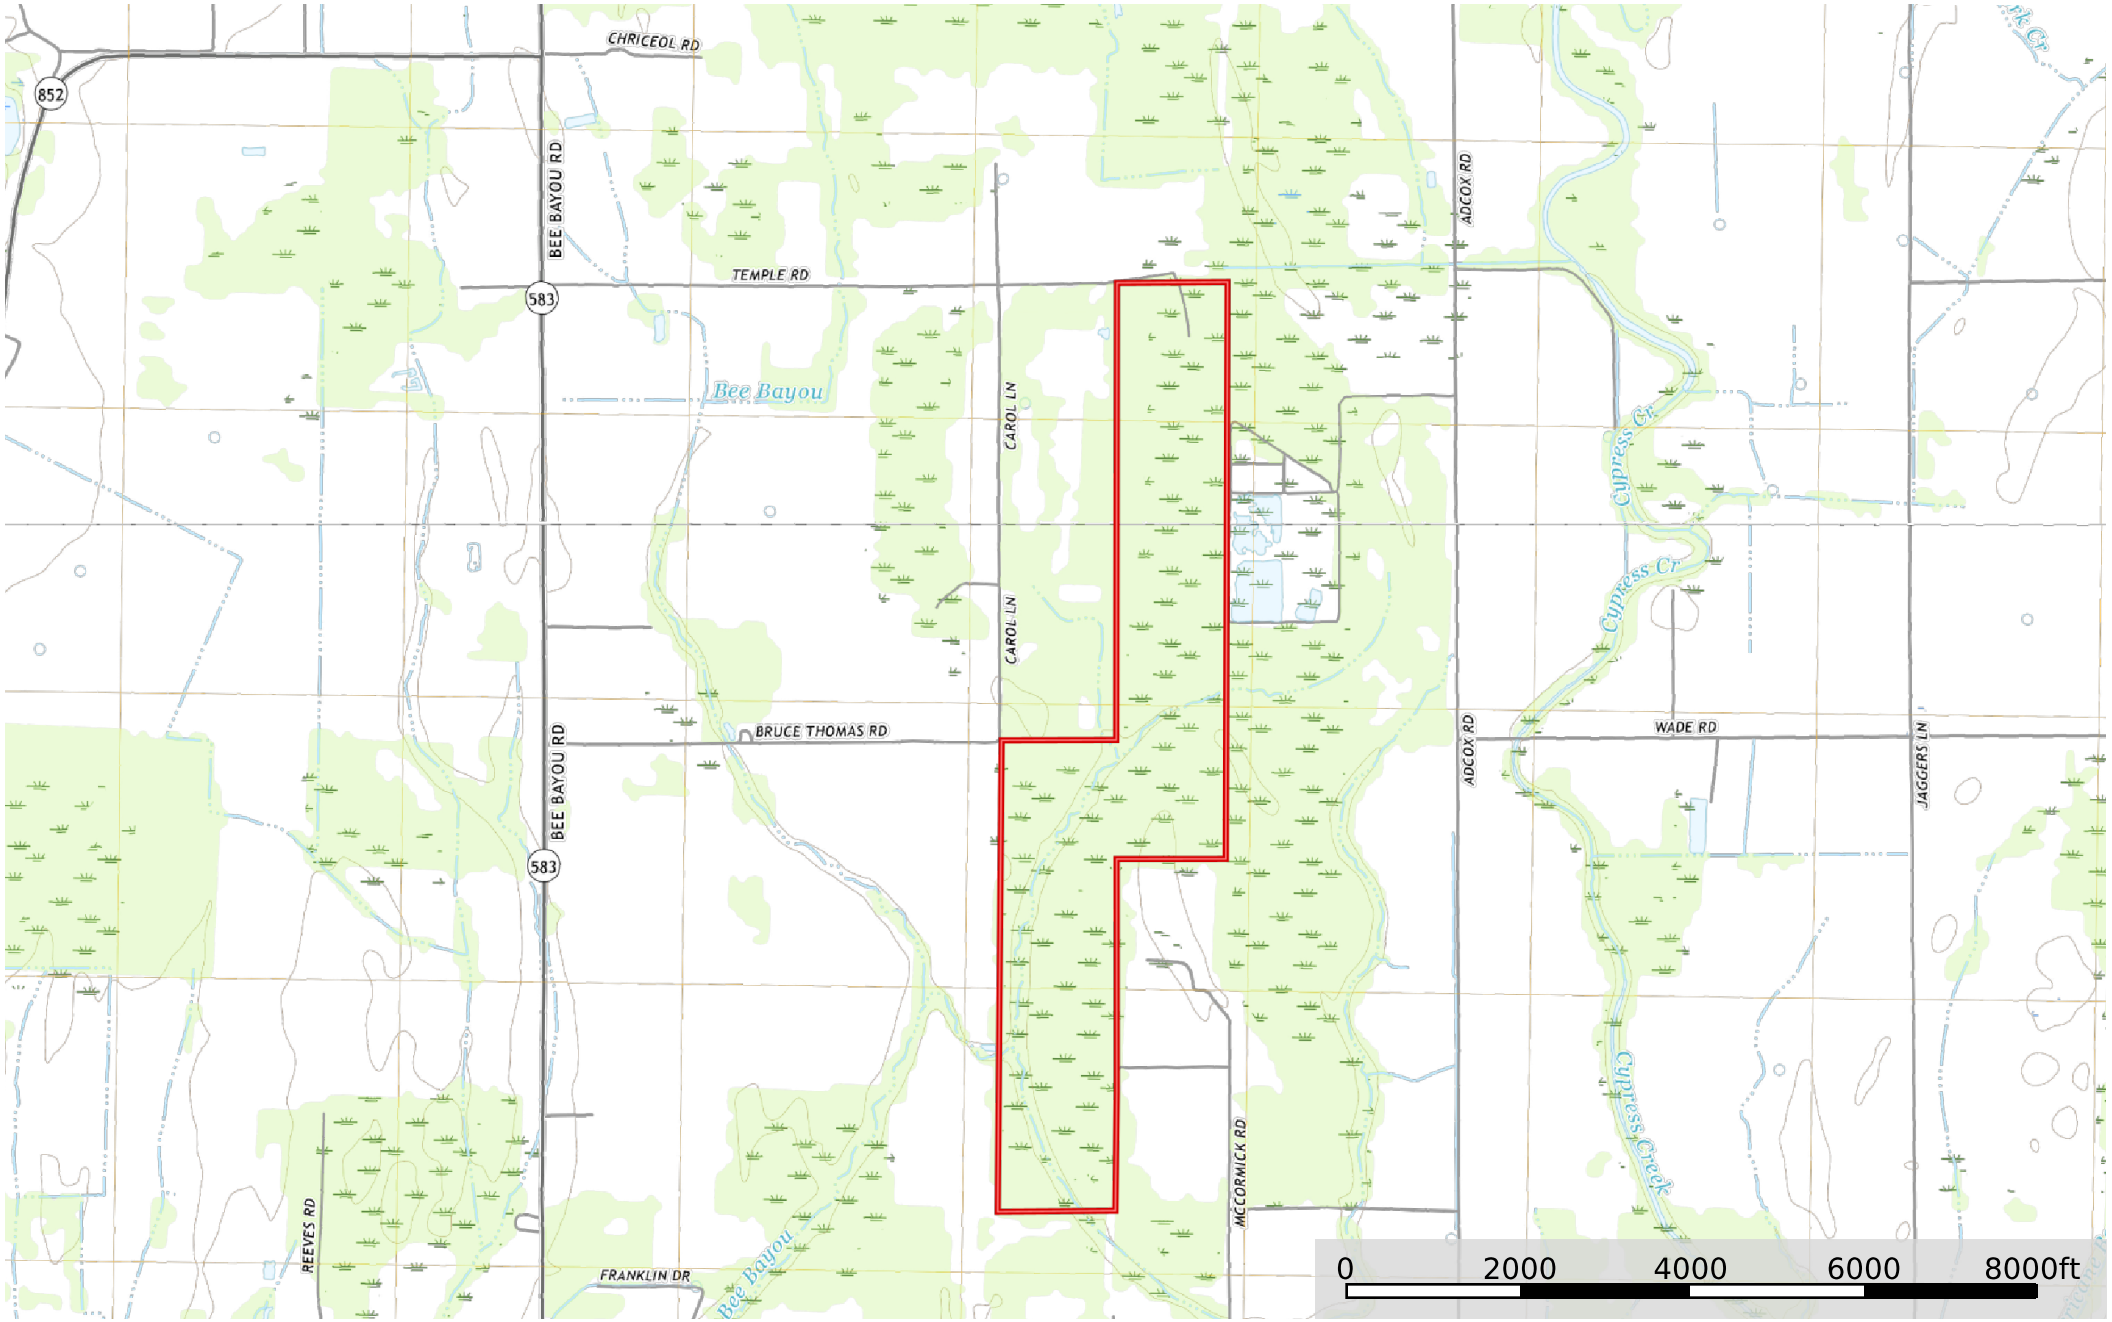 rk Cr
CHRICEOL RD
852
BEE BAYOU RD
ADCOX RD
TEMPLE RD
583
Bee Bayou
CAROL LN
Cypress Cr
Cypress Cr
CAROL LN
BRUCE THOMAS RD
WADE RD
BEE BAYOU RD
ADCOX RD
JAGGERS LN
583
Cypress Creek
MCCORMICK RD
REEVES RD
Bee Bayou
FRANKLIN DR
0 2000 4000 6000 8000ft